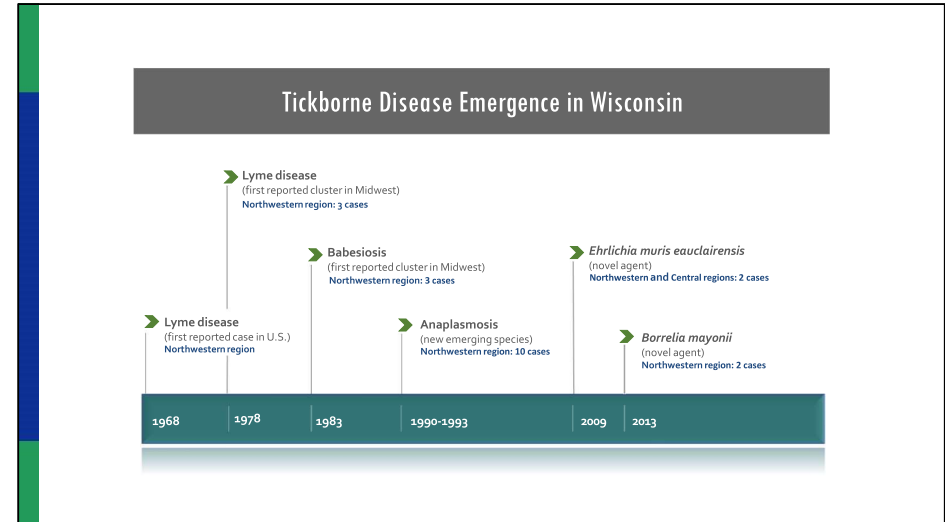 Tickborne Disease Emergence in Wisconsin
Lyme disease
(first reported cluster in Midwest)
Northwestern region: 3 cases
Babesiosis
(first reported cluster in Midwest)
Northwestern region: 3 cases
Ehrlichia muris eauclairensis
(novel agent)
Northwestern and Central regions: 2 cases
Lyme disease
(first reported case in U.S.)
Northwestern region
Anaplasmosis
(new emerging species)
Northwestern region: 10 cases
Borrelia mayonii
(novel agent)
Northwestern region: 2 cases
1968
1978
1983
1990-1993
2009
2013